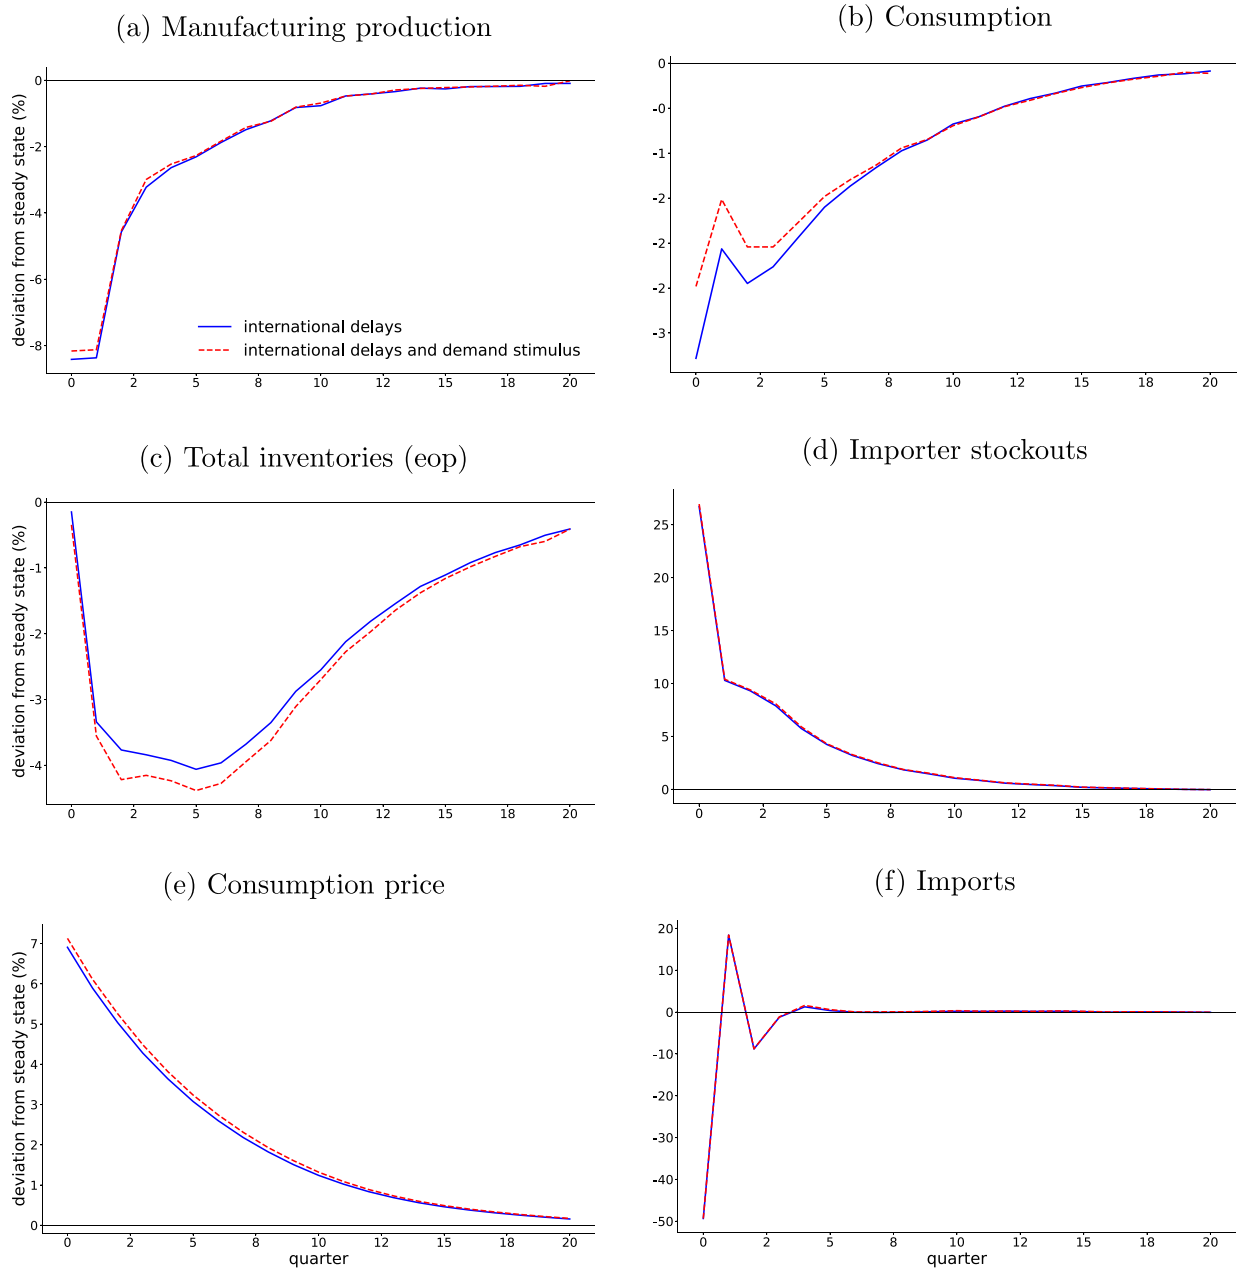 (a) Manufacturing production
(b) Consumption
deviation from steady state (%)
0
-2
-4
-6
-8
international delays
international delays and demand stimulus
0 2 5 8 10 12 15 18 20
0
-0
-1
-2
-2
-2
-3
0 2 5 8 10 12 15 18 20
(c) Total inventories (eop)
(d) Importer stockouts
deviation from steady state (%)
0
-1
-2
-3
-4
0 2 5 8 10 12 15 18 20
25
20
15
10
5
0
0 2 5 8 10 12 15 18 20
(e) Consumption price
(f) Imports
deviation from steady state (%)
7
6
5
4
3
2
1
0
0 2 5 8 10 12 15 18 20
quarter
20
10
0
-10
-20
-30
-40
-50
0 2 5 8 10 12 15 18 20
quarter